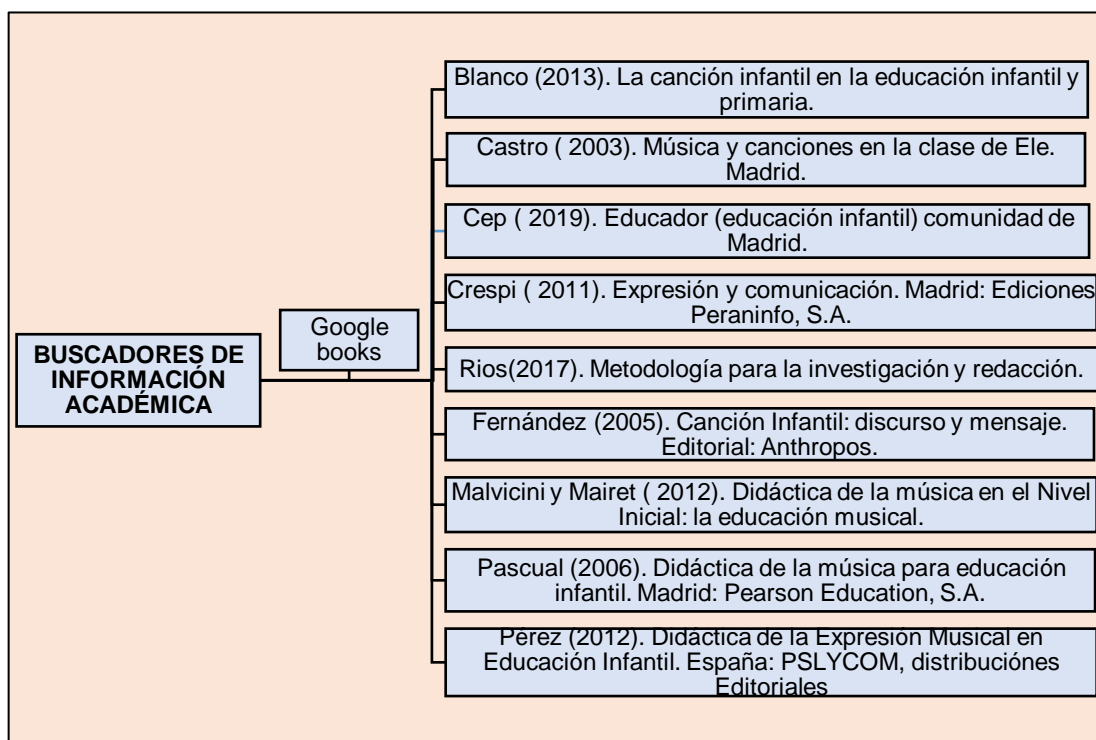 BUSCADORES DE
INFORMACIÓN
ACADÉMICA
Google
books
Blanco (2013). La canción infantil en la educación infantil y
primaria.
Castro ( 2003). Música y canciones en la clase de Ele.
Madrid.
Cep ( 2019). Educador (educación infantil) comunidad de
Madrid.
Crespi ( 2011). Expresión y comunicación. Madrid: Ediciones
Peraninfo, S.A.
Rios(2017). Metodología para la investigación y redacción.
Fernández (2005). Canción Infantil: discurso y mensaje.
Editorial: Anthropos.
Malvicini y Mairet ( 2012). Didáctica de la música en el Nivel
Inicial: la educación musical.
Pascual (2006). Didáctica de la música para educación
infantil. Madrid: Pearson Education, S.A.
Pérez (2012). Didáctica de la Expresión Musical en
Educación Infantil. España: PSLYCOM, distribuciónes
Editoriales